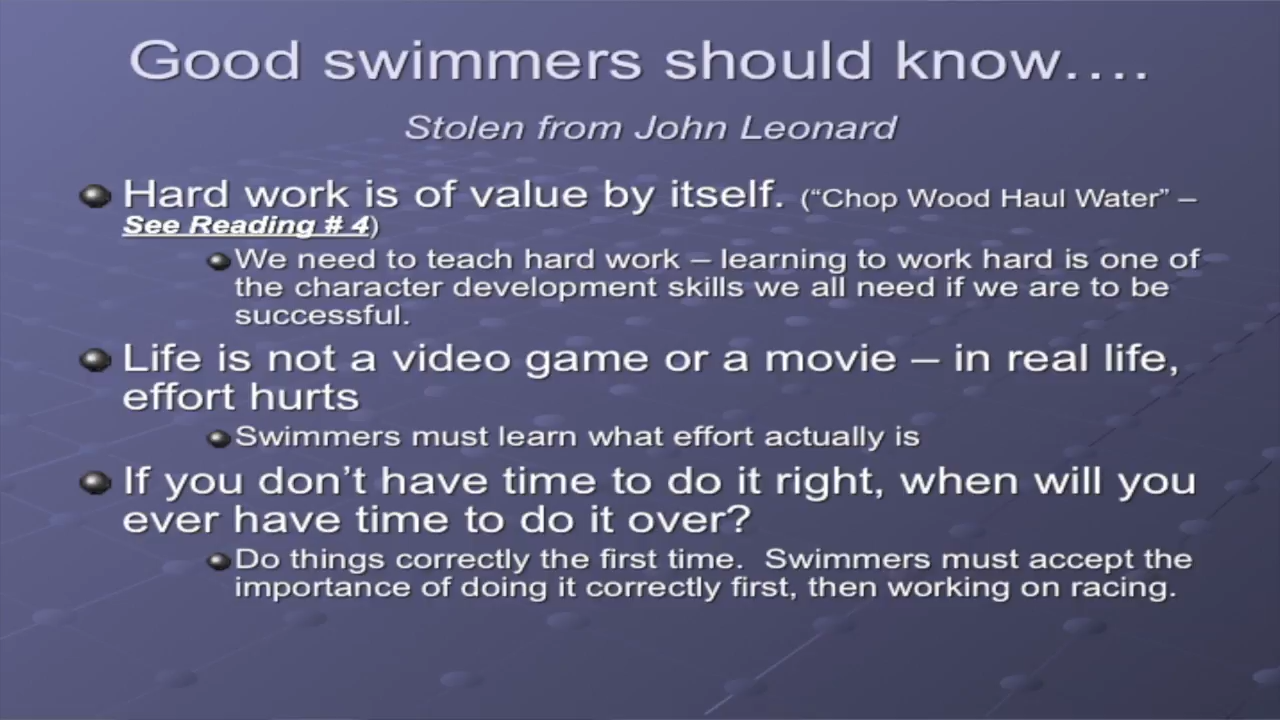 Good swimmers should know….
Stolen from John Leonard
Hard work is of value by itself. (“Chop Wood Haul Water” –
See Reading # 4)
We need to teach hard work – learning to work hard is one of
the character development skills we all need if we are to be
successful.
Life is not a video game or a movie – in real life,
effort hurts
Swimmers must learn what effort actually is
If you don’t have time to do it right, when will you
ever have time to do it over?
Do things correctly the first time.  Swimmers must accept the
importance of doing it correctly first, then working on racing.